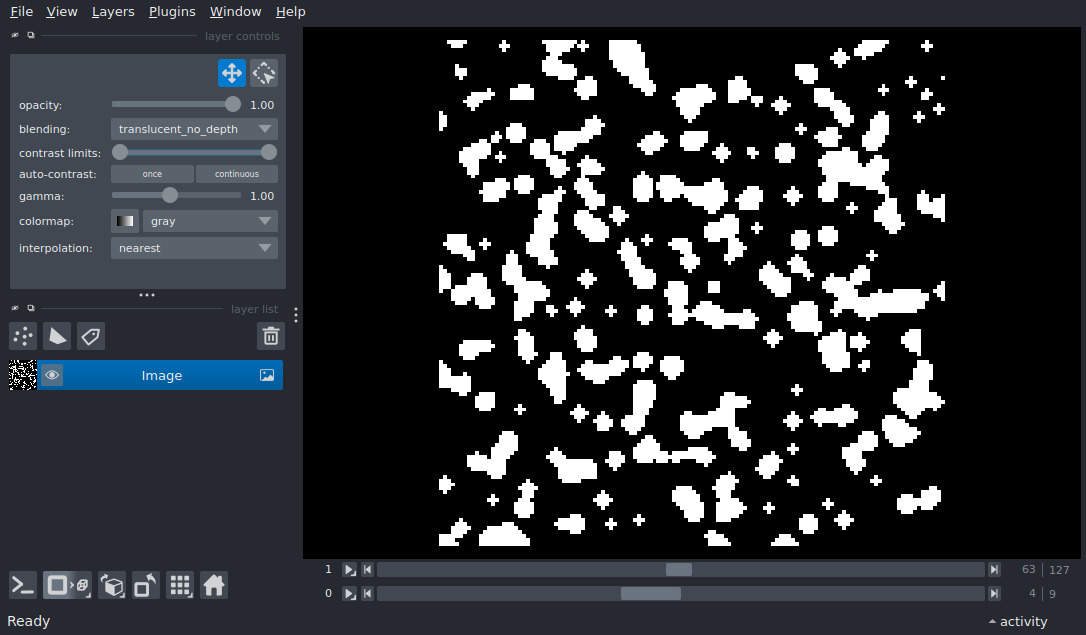 File View Layers Plugins Window Help
layer controls
opacity: 1.00
blending: translucent_no_depth
contrast limits:
auto-contrast: once continuous
gamma: 1.00
colormap: gray
interpolation: nearest
layer list
Image
1 63 127
0 4 9
Ready activity